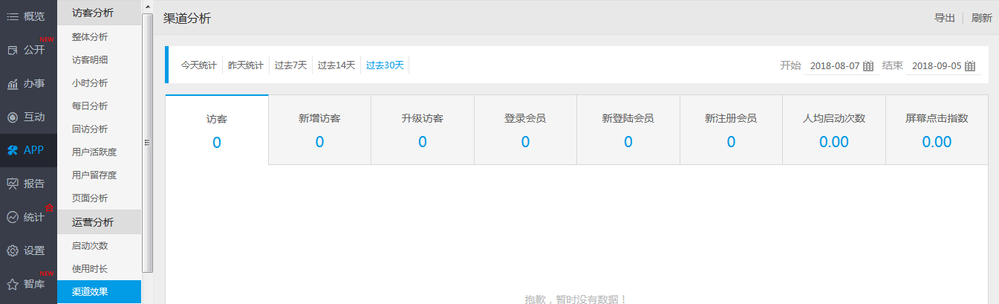 概览
NEW
公开
办事
互动
APP
报告
统计
设置
NEW
智库
访客分析
整体分析
访客明细
小时分析
每日分析
回访分析
用户活跃度
用户留存度
页面分析
运营分析
启动次数
使用时长
渠道效果
渠道分析
导出 | 刷新
今天统计 昨天统计 过去7天 过去14天 过去30天
开始 2018-08-07 结束 2018-09-05
访客 新增访客 升级访客 登录会员 新登陆会员 新注册会员 人均启动次数 屏幕点击指数
0 0 0 0 0 0 0.00 0.00
抱歉，暂时没有数据！